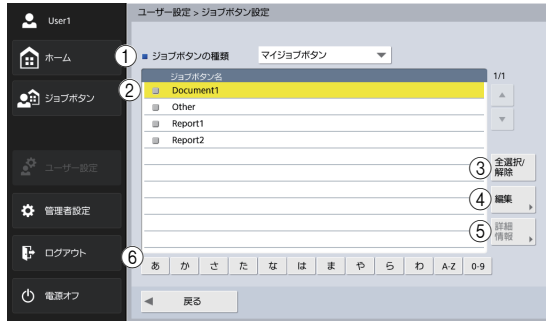 User1
ホーム
ジョブボタン
ユーザー設定
管理者設定
ログアウト
電源オフ
ユーザー設定 > ジョブボタン設定
1 ■ ジョブボタンの種類 マイジョブボタン
ジョブボタン名 1/1
2 Document1
Other
Report1
Report2
3 全選択/
解除
4 編集
5 詳細
情報
6 あ か さ た な は ま や ら わ A-Z 0-9
戻る